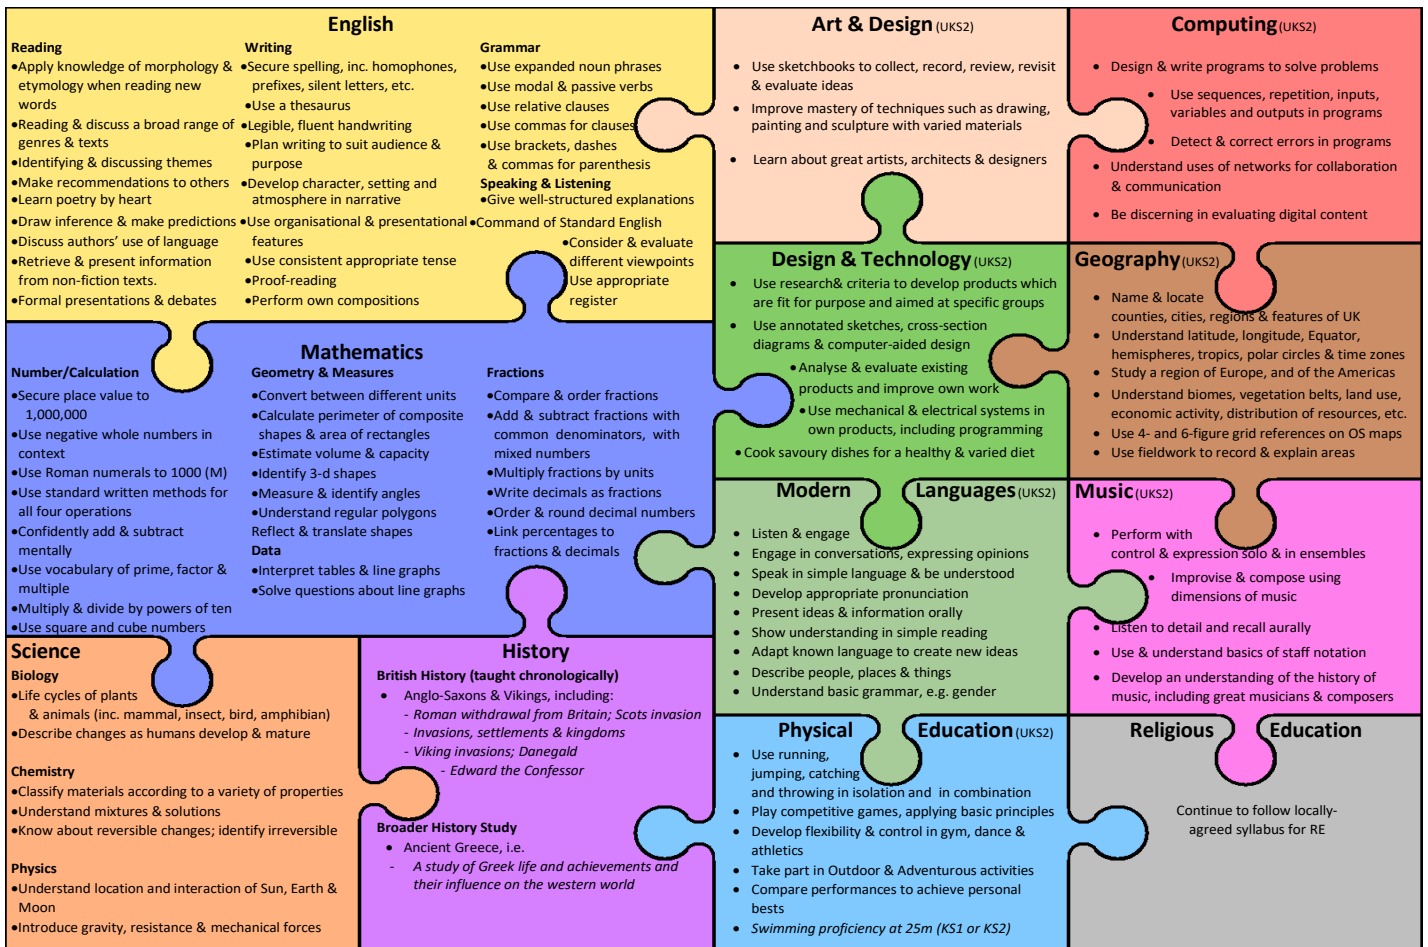 English
Reading
•Apply knowledge of morphology &
etymology when reading new
words
•Reading & discuss a broad range of
genres & texts
•Identifying & discussing themes
•Make recommendations to others
•Learn poetry by heart
•Draw inference & make predictions
•Discuss authors’ use of language
•Retrieve & present information
from non-fiction texts.
•Formal presentations & debates
Writing
•Secure spelling, inc. homophones,
prefixes, silent letters, etc.
•Use a thesaurus
•Legible, fluent handwriting
•Plan writing to suit audience &
purpose
•Develop character, setting and
atmosphere in narrative
•Use organisational & presentational
features
•Use consistent appropriate tense
•Proof-reading
•Perform own compositions
Grammar
•Use expanded noun phrases
•Use modal & passive verbs
•Use relative clauses
•Use commas for clauses
•Use brackets, dashes
& commas for parenthesis
Speaking & Listening
•Give well-structured explanations
•Command of Standard English
•Consider & evaluate
different viewpoints
Use appropriate
register
Art & Design (UKS2)
• Use sketchbooks to collect, record, review, revisit
& evaluate ideas
• Improve mastery of techniques such as drawing,
painting and sculpture with varied materials
• Learn about great artists, architects & designers
Computing (UKS2)
• Design & write programs to solve problems
• Use sequences, repetition, inputs,
variables and outputs in programs
• Detect & correct errors in programs
• Understand uses of networks for collaboration
& communication
• Be discerning in evaluating digital content
Design & Technology (UKS2)
• Use research& criteria to develop products which
are fit for purpose and aimed at specific groups
• Use annotated sketches, cross-section
diagrams & computer-aided design
• Analyse & evaluate existing
products and improve own work
• Use mechanical & electrical systems in
own products, including programming
• Cook savoury dishes for a healthy & varied diet
Geography (UKS2)
• Name & locate
counties, cities, regions & features of UK
• Understand latitude, longitude, Equator,
hemispheres, tropics, polar circles & time zones
• Study a region of Europe, and of the Americas
• Understand biomes, vegetation belts, land use,
economic activity, distribution of resources, etc.
• Use 4- and 6-figure grid references on OS maps
• Use fieldwork to record & explain areas
Mathematics
Number/Calculation
•Secure place value to
1,000,000
•Use negative whole numbers in
context
•Use Roman numerals to 1000 (M)
•Use standard written methods for
all four operations
•Confidently add & subtract
mentally
•Use vocabulary of prime, factor &
multiple
•Multiply & divide by powers of ten
•Use square and cube numbers
Geometry & Measures
•Convert between different units
•Calculate perimeter of composite
shapes & area of rectangles
•Estimate volume & capacity
•Identify 3-d shapes
•Measure & identify angles
•Understand regular polygons
Reflect & translate shapes
Data
•Interpret tables & line graphs
•Solve questions about line graphs
Fractions
•Compare & order fractions
•Add & subtract fractions with
common denominators, with
mixed numbers
•Multiply fractions by units
•Write decimals as fractions
•Order & round decimal numbers
•Link percentages to
fractions & decimals
Modern Languages (UKS2)
• Listen & engage
• Engage in conversations, expressing opinions
• Speak in simple language & be understood
• Develop appropriate pronunciation
• Present ideas & information orally
• Show understanding in simple reading
• Adapt known language to create new ideas
• Describe people, places & things
• Understand basic grammar, e.g. gender
Music (UKS2)
• Perform with
control & expression solo & in ensembles
• Improvise & compose using
dimensions of music
• Listen to detail and recall aurally
• Use & understand basics of staff notation
• Develop an understanding of the history of
music, including great musicians & composers
Science
Biology
•Life cycles of plants
& animals (inc. mammal, insect, bird, amphibian)
•Describe changes as humans develop & mature
Chemistry
•Classify materials according to a variety of properties
•Understand mixtures & solutions
•Know about reversible changes; identify irreversible
Physics
•Understand location and interaction of Sun, Earth &
Moon
•Introduce gravity, resistance & mechanical forces
History
British History (taught chronologically)
• Anglo-Saxons & Vikings, including:
- Roman withdrawal from Britain; Scots invasion
- Invasions, settlements & kingdoms
- Viking invasions; Danegald
- Edward the Confessor
Broader History Study
• Ancient Greece, i.e.
- A study of Greek life and achievements and
their influence on the western world
Physical Education (UKS2)
• Use running,
jumping, catching
and throwing in isolation and in combination
• Play competitive games, applying basic principles
• Develop flexibility & control in gym, dance &
athletics
• Take part in Outdoor & Adventurous activities
• Compare performances to achieve personal
bests
• Swimming proficiency at 25m (KS1 or KS2)
Religious Education
Continue to follow locally-
agreed syllabus for RE